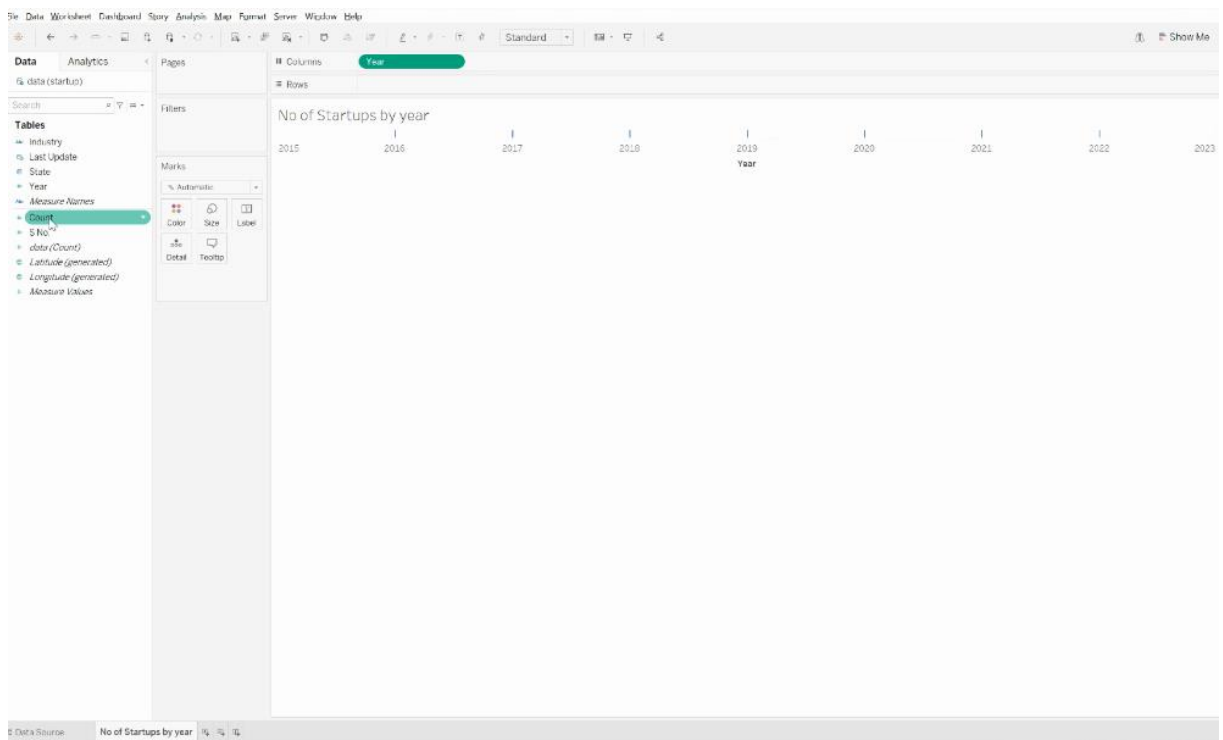 File Data Worksheet Dashboard Story Analysis Map Format Server Window Help
Standard Show Me
Data Analytics Pages Columns Year
data (startup)
Rows
Search
Filters
Tables
Industry
Last Update
State
Year
Measure Names
Count
S No.
data (Count)
Latitude (generated)
Longitude (generated)
Measure Values
Marks
Automatic
Color Size Label
Detail Tooltip
No of Startups by year
2015 2016 2017 2018 2019 2020 2021 2022 2023
Year
Data Source No of Startups by year